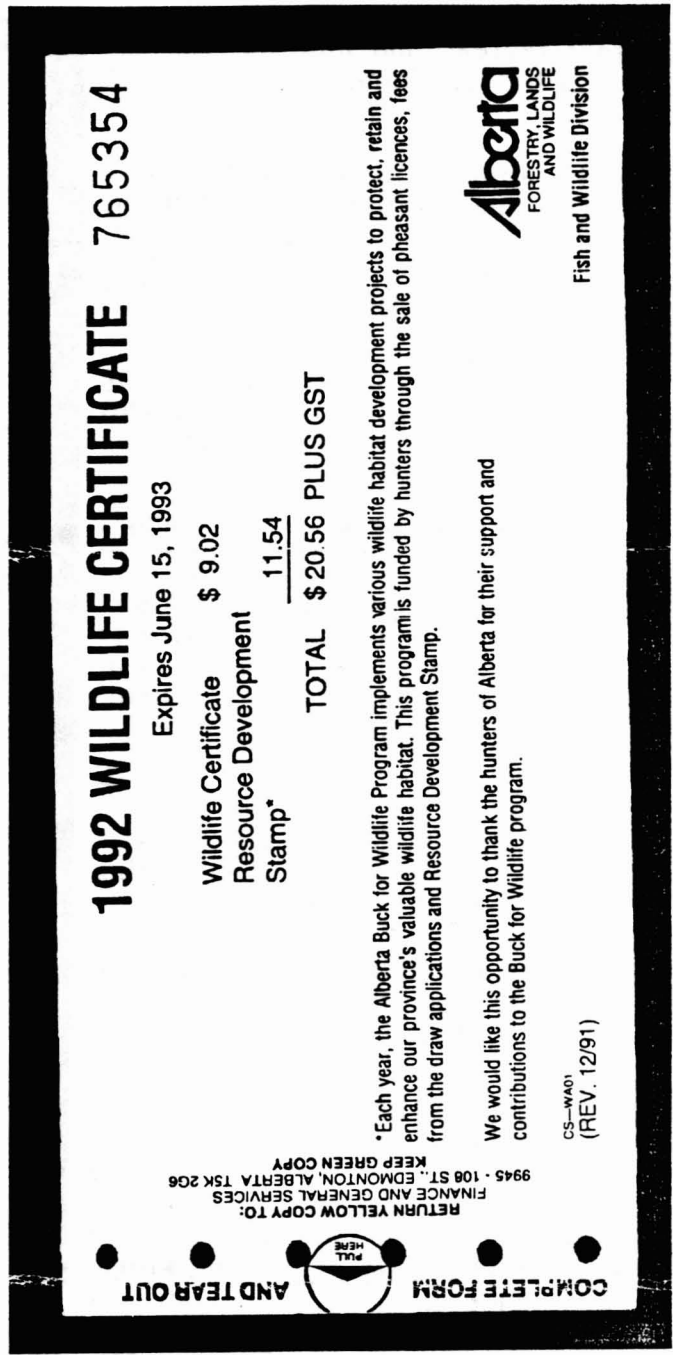 1992 WILDLIFE CERTIFICATE 765354
Expires June 15, 1993
Wildlife Certificate $ 9.02
Resource Development
Stamp* 11.54
TOTAL $20.56 PLUS GST
*Each year, the Alberta Buck for Wildlife Program implements various wildlife habitat development projects to protect, retain and
enhance our province's valuable wildlife habitat. This program is funded by hunters through the sale of pheasant licences, fees
from the draw applications and Resource Development Stamp.
We would like this opportunity to thank the hunters of Alberta for their support and
contributions to the Buck for Wildlife program.
Alberta
FORESTRY, LANDS
AND WILDLIFE
Fish and Wildlife Division
CS—WA01
(REV. 12/91)
RETURN YELLOW COPY TO:
FINANCE AND GENERAL SERVICES
9945 - 108 ST., EDMONTON, ALBERTA T5K 2G6
KEEP GREEN COPY
COMPLETE FORM
PULL
HERE
AND TEAR OUT